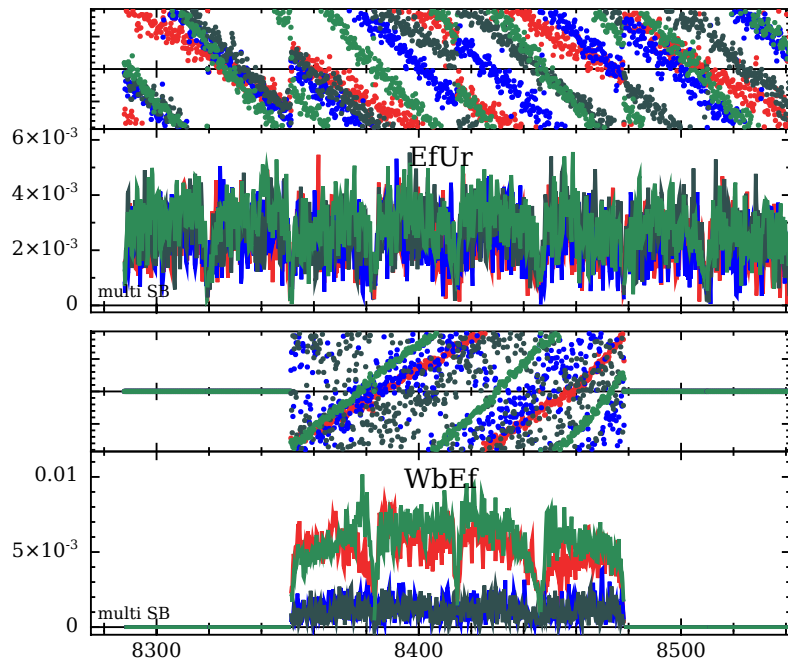 6×10⁻³
EfUr
4×10⁻³
2×10⁻³
multi SB
0
0.01
WbEf
5×10⁻³
multi SB
0
8300 8400 8500